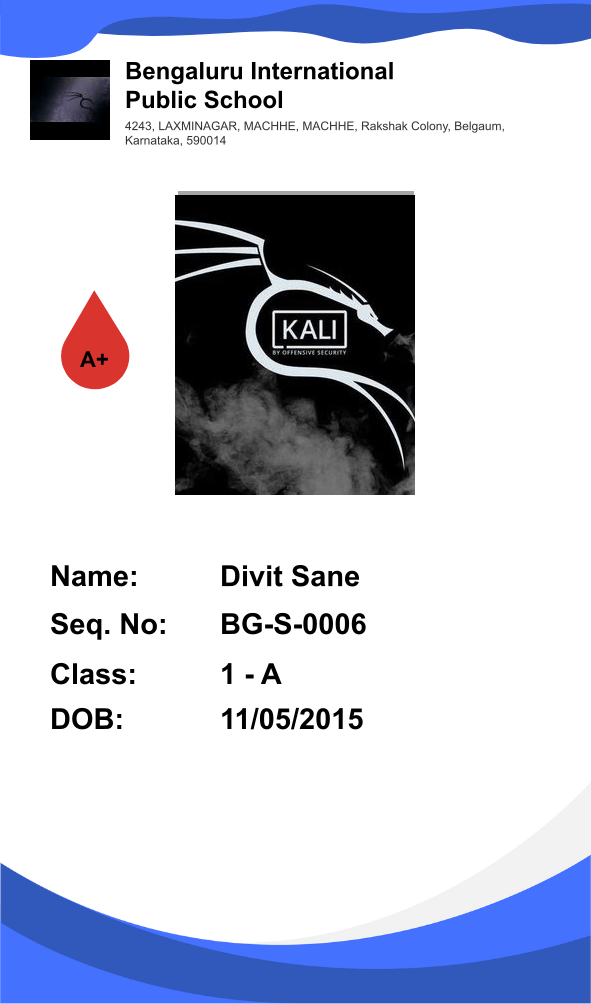 Bengaluru International
Public School
4243, LAXMINAGAR, MACHHE, MACHHE, Rakshak Colony, Belgaum,
Karnataka, 590014
KALI
BY OFFENSIVE SECURITY
A+
Name: Divit Sane
Seq. No: BG-S-0006
Class: 1 - A
DOB: 11/05/2015